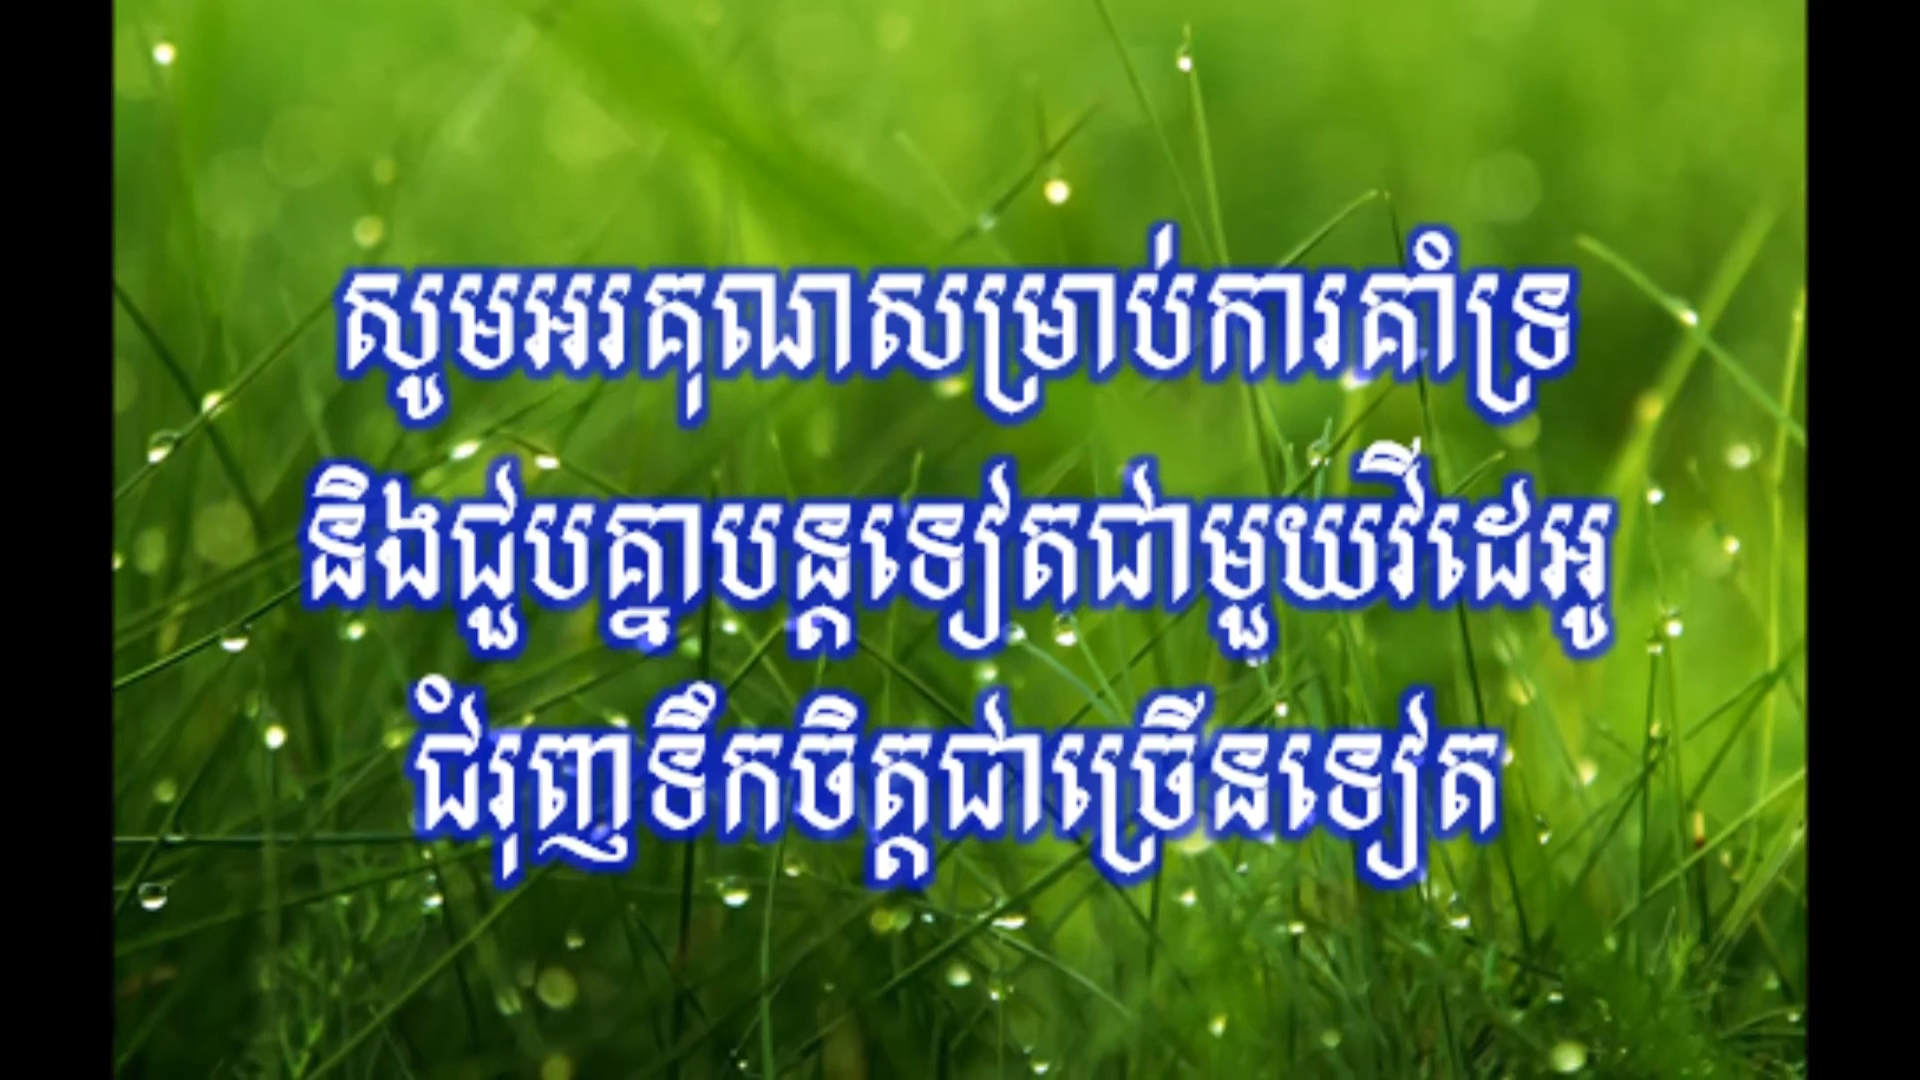 សូមអរគុណសម្រាប់ការគាំទ្រ
និងជួបគ្នាបន្តទៀតជាមួយវីដេអូ
ជំរុញទឹកចិត្តជាច្រើនទៀត